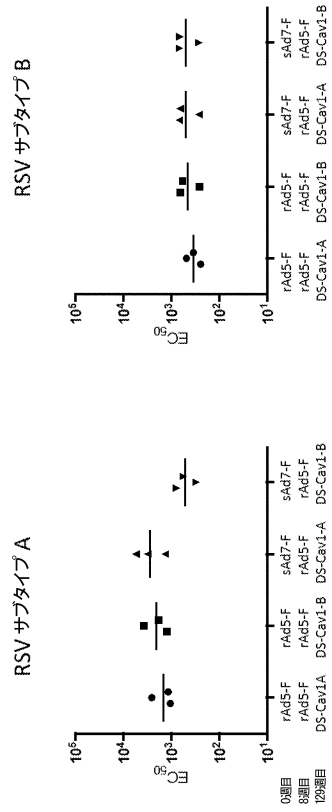 RSV サブタイプ A
10⁵
10⁴
10³
10²
10¹
EC₅₀
0週目 rAd5-F rAd5-F sAd7-F sAd7-F
8週目 rAd5-F rAd5-F rAd5-F rAd5-F
129週目 DS-Cav1A DS-Cav1-B DS-Cav1-A DS-Cav1-B
RSV サブタイプ B
10⁵
10⁴
10³
10²
10¹
EC₅₀
rAd5-F rAd5-F sAd7-F sAd7-F
rAd5-F rAd5-F rAd5-F rAd5-F
DS-Cav1-A DS-Cav1-B DS-Cav1-A DS-Cav1-B